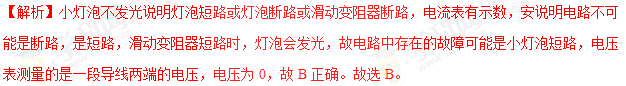 【解析】小灯泡不发光说明灯泡短路或灯泡断路或滑动变阻器断路，电流表有示数，安说明电路不可
能是断路，是短路，滑动变阻器短路时，灯泡会发光，故电路中存在的故障可能是小灯泡短路，电压
表测量的是一段导线两端的电压，电压为 0，故 B 正确。故选 B。